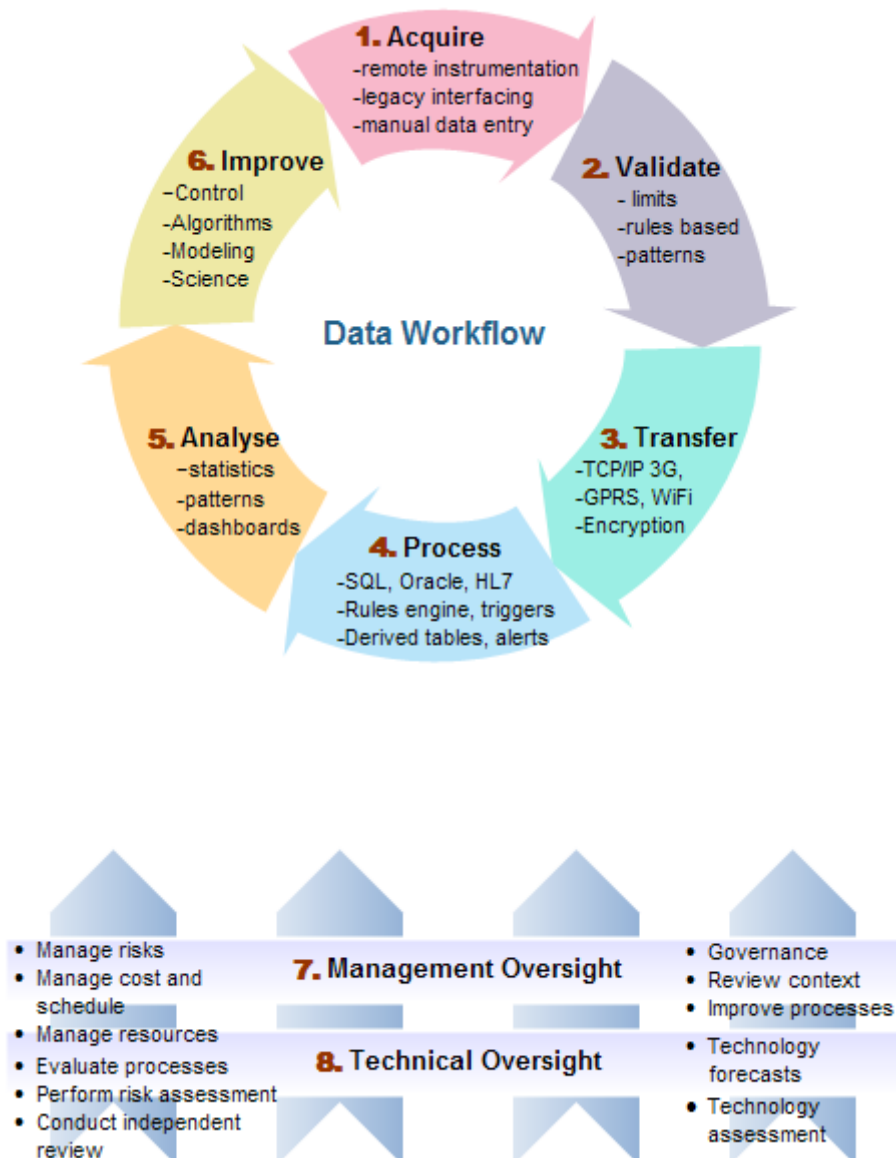 1. Acquire
-remote instrumentation
-legacy interfacing
-manual data entry
2. Validate
- limits
-rules based
-patterns
3. Transfer
-TCP/IP 3G,
-GPRS, WiFi
-Encryption
4. Process
-SQL, Oracle, HL7
-Rules engine, triggers
-Derived tables, alerts
5. Analyse
-statistics
-patterns
-dashboards
6. Improve
-Control
-Algorithms
-Modeling
-Science
Data Workflow
• Manage risks
• Manage cost and
schedule
• Manage resources
7. Management Oversight
• Governance
• Review context
• Improve processes
• Evaluate processes
• Perform risk assessment
• Conduct independent
review
8. Technical Oversight
• Technology
forecasts
• Technology
assessment